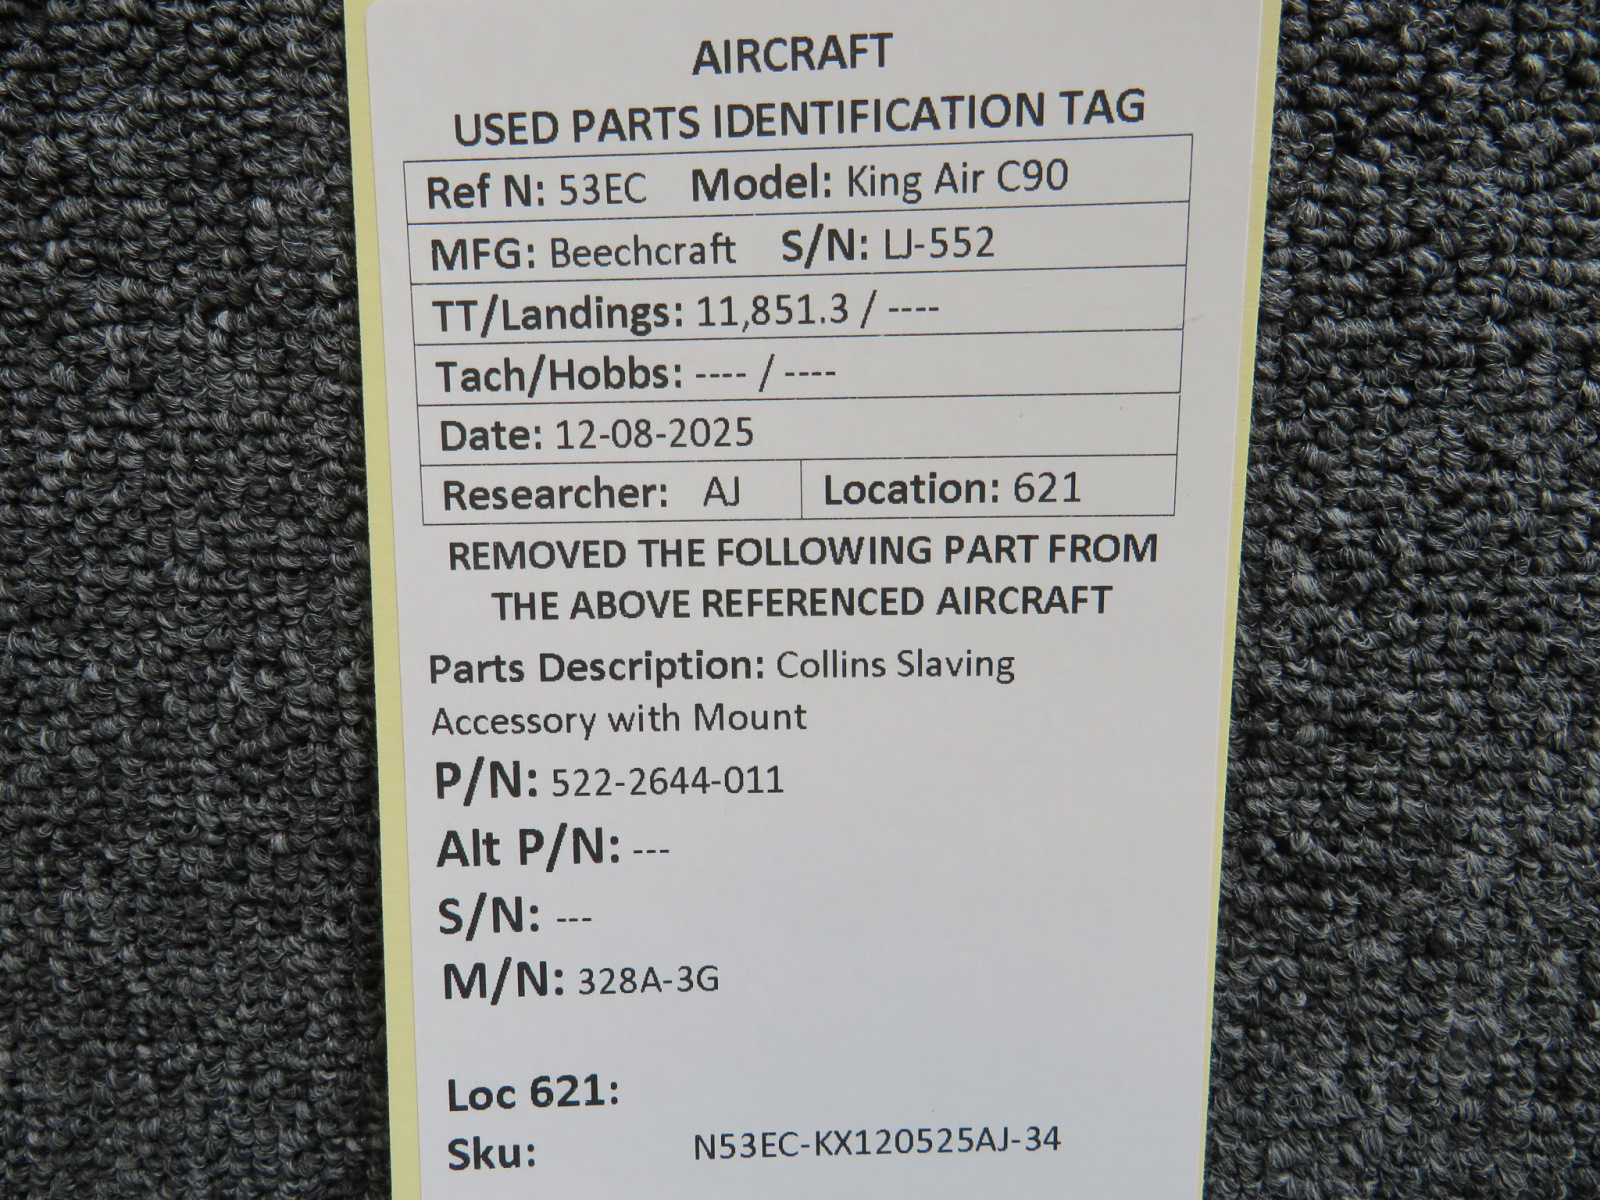 AIRCRAFT
USED PARTS IDENTIFICATION TAG
Ref N: 53EC Model: King Air C90
MFG: Beechcraft S/N: LJ-552
TT/Landings: 11,851.3 / ----
Tach/Hobbs: ---- / ----
Date: 12-08-2025
Researcher: AJ Location: 621
REMOVED THE FOLLOWING PART FROM
THE ABOVE REFERENCED AIRCRAFT
Parts Description: Collins Slaving
Accessory with Mount
P/N: 522-2644-011
Alt P/N: ---
S/N: ---
M/N: 328A-3G
Loc 621:
Sku: N53EC-KX120525AJ-34